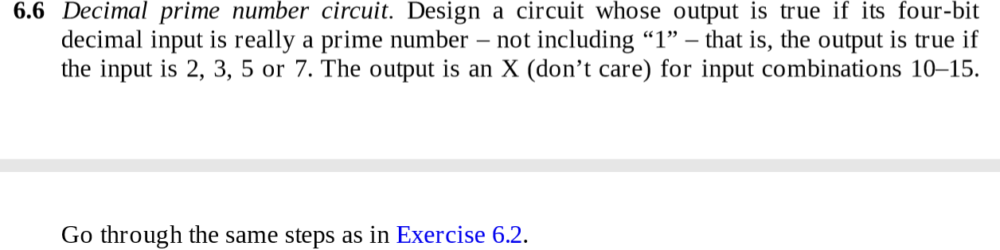 6.6 Decimal prime number circuit. Design a circuit whose output is true if its four-bit
decimal input is really a prime number – not including “1” – that is, the output is true if
the input is 2, 3, 5 or 7. The output is an X (don’t care) for input combinations 10–15.
Go through the same steps as in Exercise 6.2.